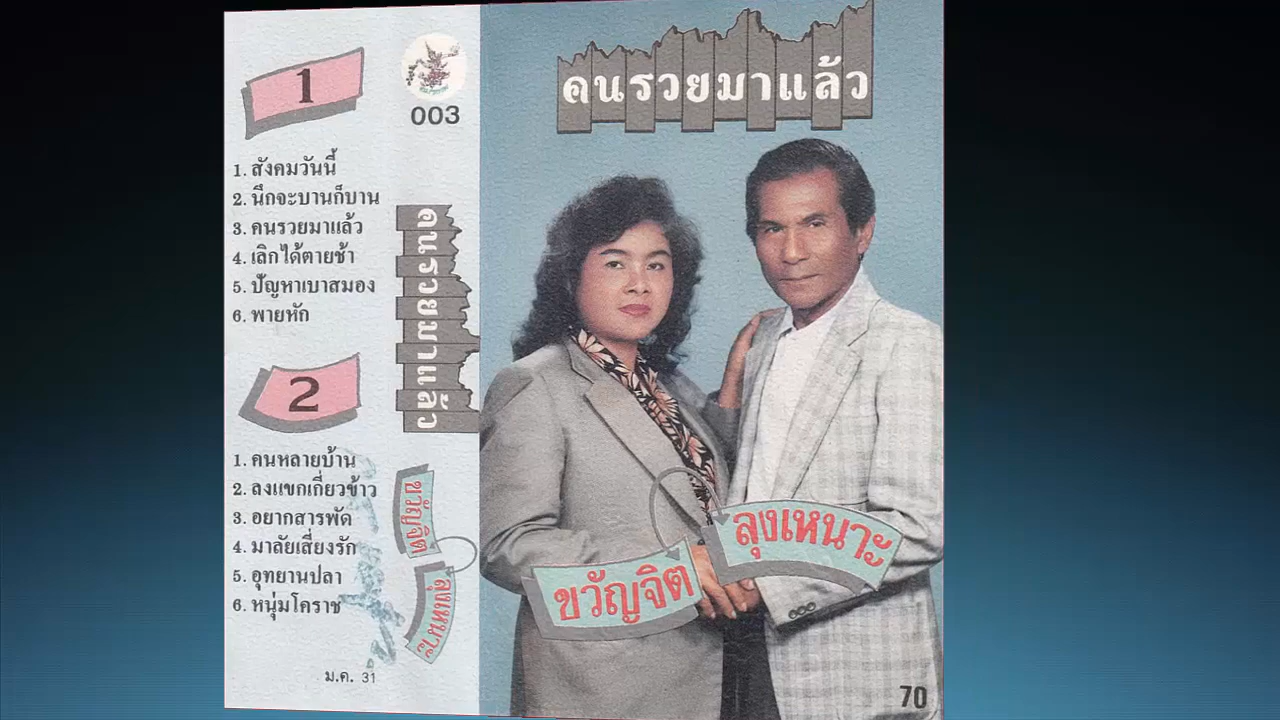 1
003
1. สังคมวันนี้
2. นึกจะบานก็บาน
3. คนรวยมาแล้ว
4. เลิกได้ตายช้า
5. ปัญหาเบาสมอง
6. พายหัก
2
1. คนหลายบ้าน
2. ลงแขกเกี่ยวข้าว
3. อยากสารพัด
4. มาลัยเสี่ยงรัก
5. อุทยานปลา
6. หนุ่มโคราช
ม.ค. 31
คนรวยมาแล้ว
ขวัญจิต
ลุงเหนาะ
คนรวยมาแล้ว
ลุงเหนาะ
ขวัญจิต
70